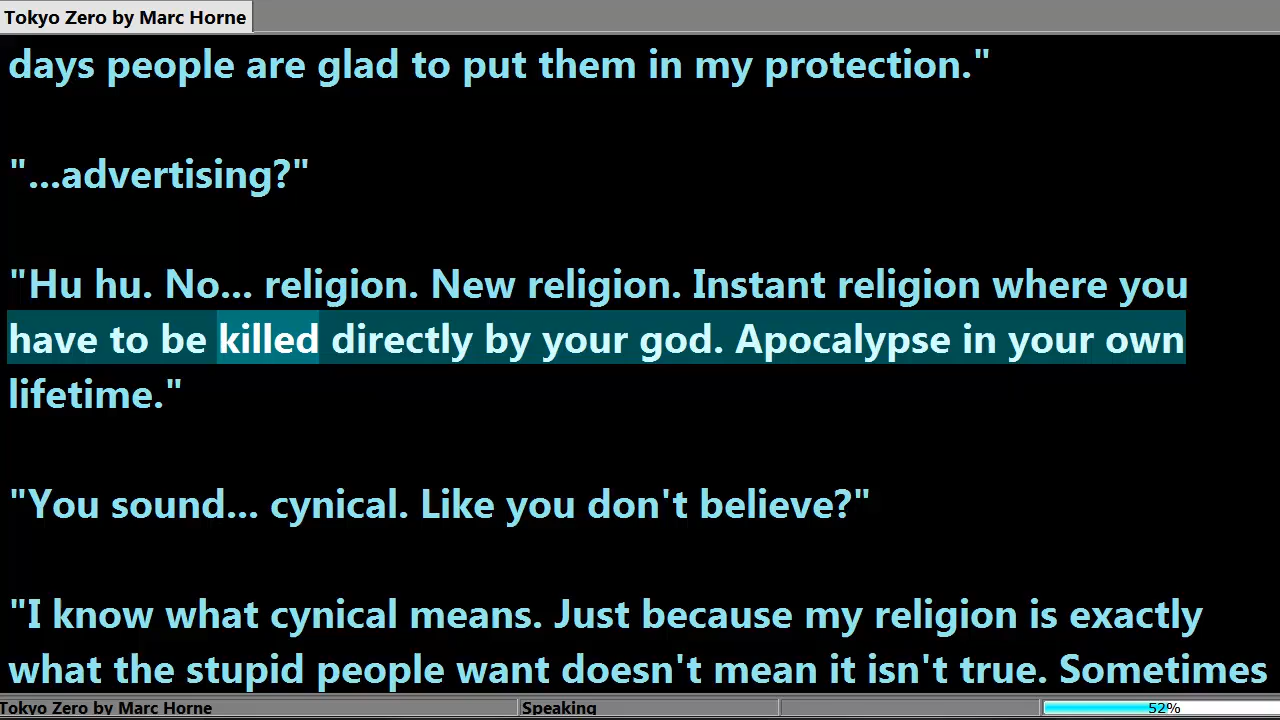 Tokyo Zero by Marc Horne
days people are glad to put them in my protection."
"...advertising?"
"Hu hu. No... religion. New religion. Instant religion where you
have to be killed directly by your god. Apocalypse in your own
lifetime."
"You sound... cynical. Like you don't believe?"
"I know what cynical means. Just because my religion is exactly
what the stupid people want doesn't mean it isn't true. Sometimes
Tokyo Zero by Marc Horne Speaking 52%